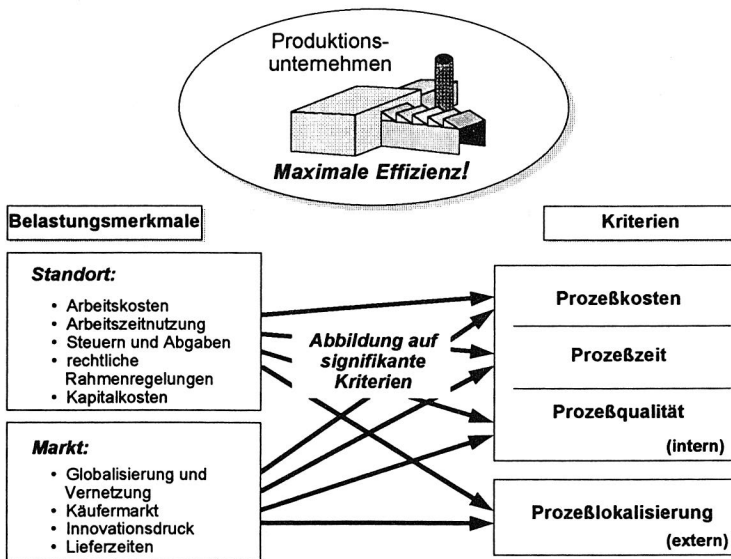 Produktions-
unternehmen
Maximale Effizienz!
Belastungsmerkmale
Kriterien
Standort:
• Arbeitskosten
• Arbeitszeitnutzung
• Steuern und Abgaben
• rechtliche
Rahmenregelungen
• Kapitalkosten
Markt:
• Globalisierung und
Vernetzung
• Käufermarkt
• Innovationsdruck
• Lieferzeiten
Abbildung auf
signifikante
Kriterien
Prozeßkosten
Prozeßzeit
Prozeßqualität
(intern)
Prozeßlokalisierung
(extern)